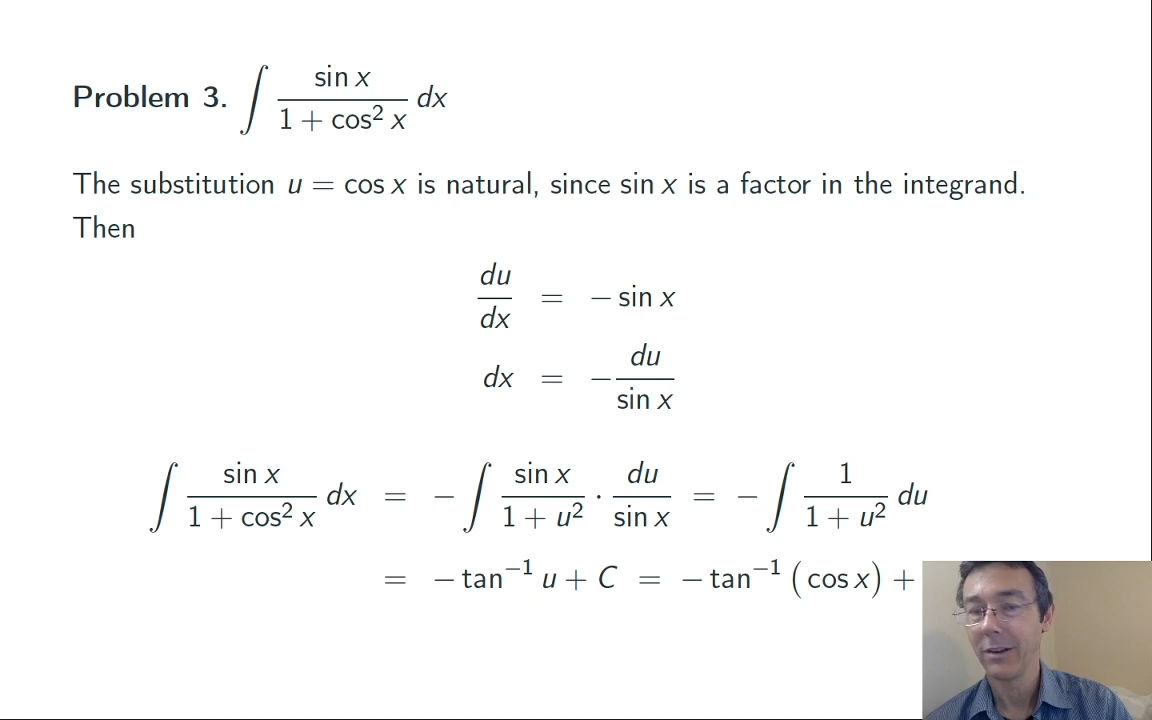 Problem 3. ∫ sin x / (1 + cos² x) dx
The substitution u = cos x is natural, since sin x is a factor in the integrand.
Then
du/dx = − sin x
dx = − du/sin x
∫ sin x / (1 + cos² x) dx = − ∫ sin x / (1 + u²) · du/sin x = − ∫ 1 / (1 + u²) du
= − tan⁻¹ u + C = − tan⁻¹ (cos x) +